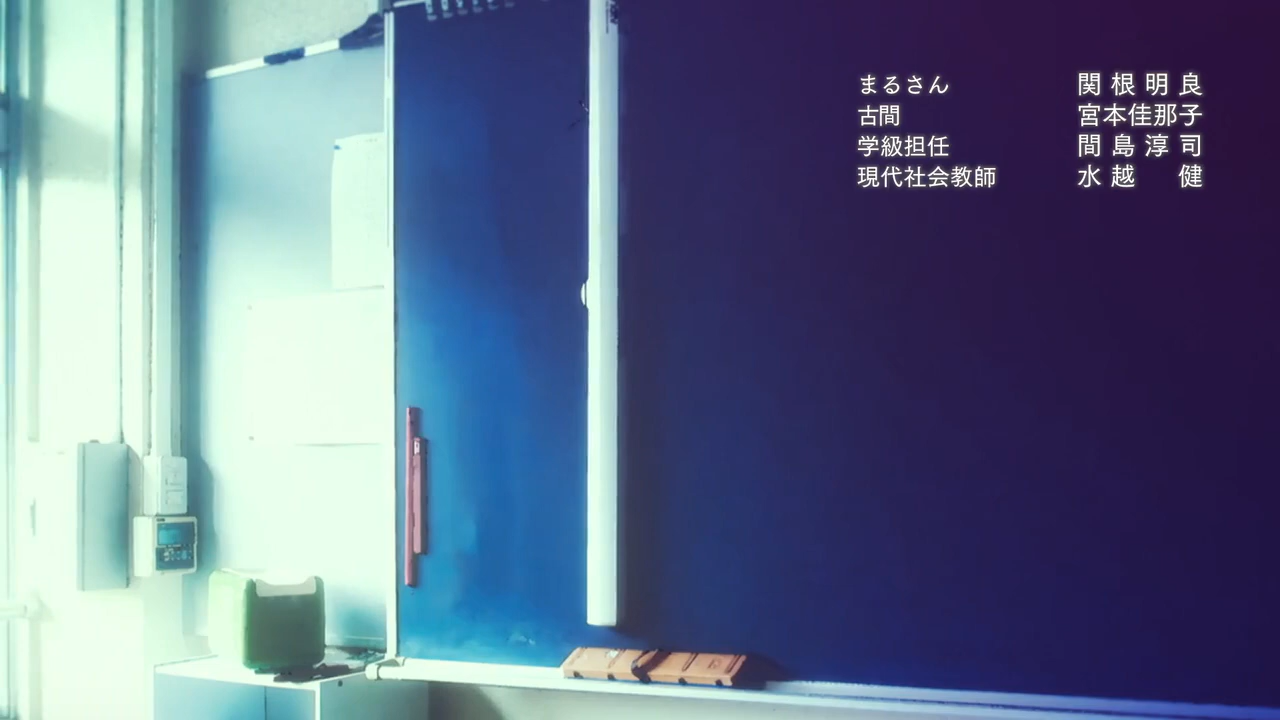 まるさん 関根明良
古間 宮本佳那子
学級担任 間島淳司
現代社会教師 水越健